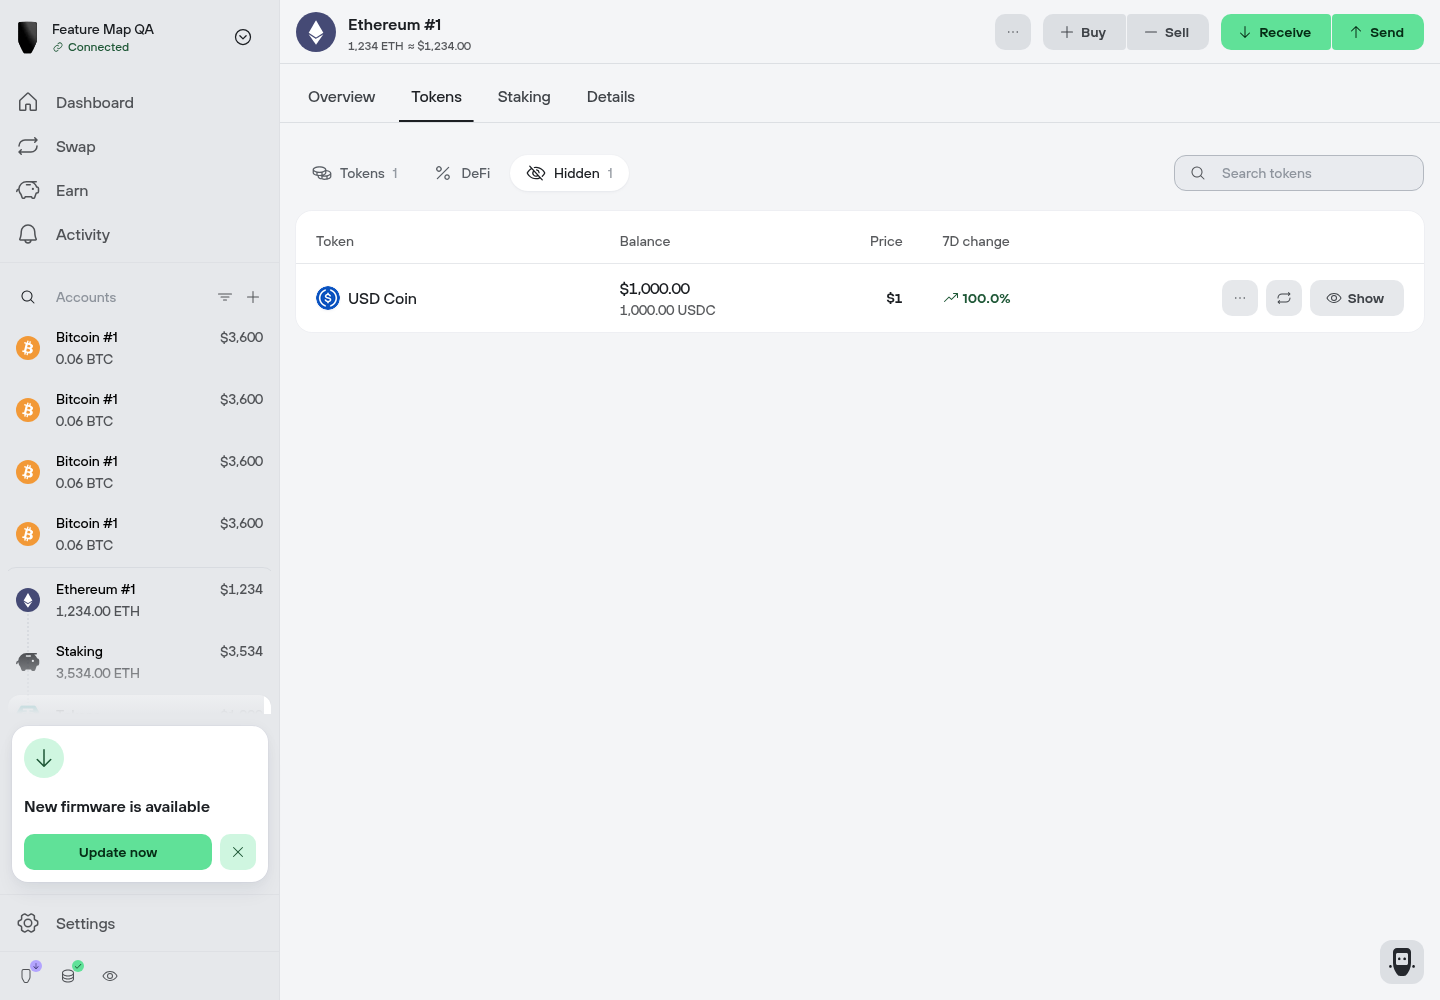 Feature Map QA
Connected
Dashboard
Swap
Earn
Activity
Accounts
Bitcoin #1 $3,600
0.06 BTC
Bitcoin #1 $3,600
0.06 BTC
Bitcoin #1 $3,600
0.06 BTC
Bitcoin #1 $3,600
0.06 BTC
Ethereum #1 $1,234
1,234.00 ETH
Staking $3,534
3,534.00 ETH
New firmware is available
Update now
Settings
Ethereum #1
1,234 ETH ≈ $1,234.00
Buy Sell Receive Send
Overview Tokens Staking Details
Tokens 1 DeFi Hidden 1 Search tokens
Token Balance Price 7D change
USD Coin $1,000.00 $1 100.0% Show
1,000.00 USDC